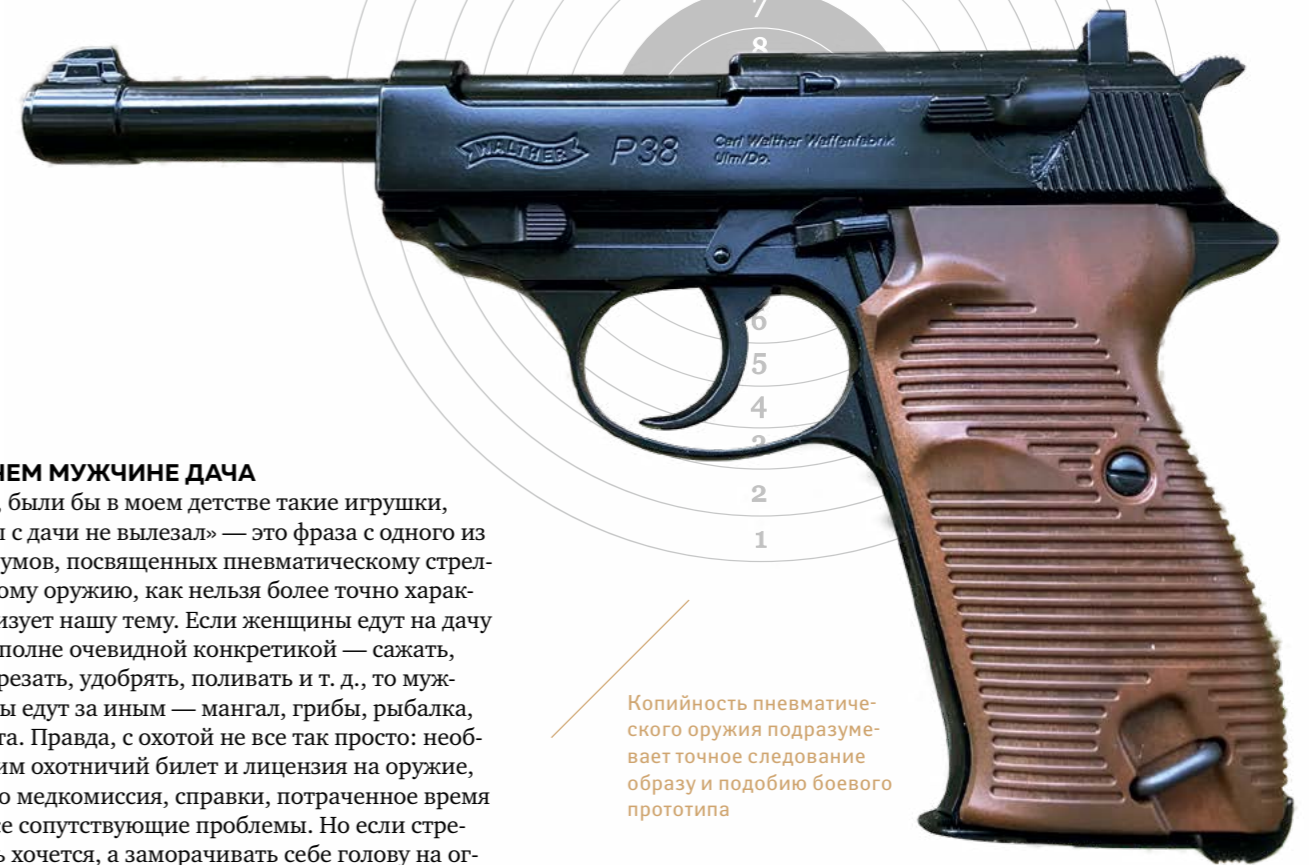 7
8
WALTHER P38 Carl Walther Waffenfabrik
Ulm/Do.
6
5
4
3
2
1
ЧЕМ МУЖЧИНЕ ДАЧА
, были бы в моем детстве такие игрушки,
ы с дачи не вылезал» — это фраза с одного из
умов, посвященных пневматическому стрел-
ому оружию, как нельзя более точно харак-
изует нашу тему. Если женщины едут на дачу
полне очевидной конкретикой — сажать,
резать, удобрять, поливать и т. д., то муж-
ы едут за иным — мангал, грибы, рыбалка,
та. Правда, с охотой не все так просто: необ-
им охотничий билет и лицензия на оружие,
о медкомиссия, справки, потраченное время
се сопутствующие проблемы. Но если стре-
ь хочется, а заморачивать себе голову на ог-
Копийность пневматиче-
ского оружия подразуме-
вает точное следование
образу и подобию боевого
прототипа